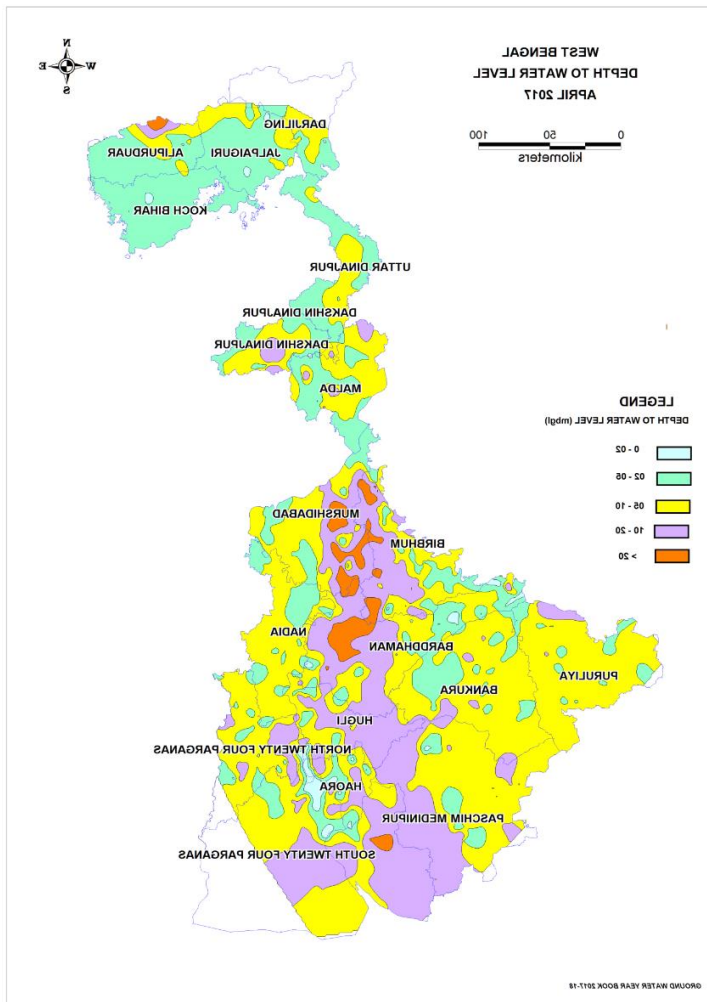 WEST BENGAL
DEPTH TO WATER LEVEL
APRIL 2017
N
W
E
S
0
50
100
kilometers
DARJILING
JALPAIGURI
ALIPURDUAR
KOCH BIHAR
UTTAR DINAJPUR
DAKSHIN DINAJPUR
DAKSHIN DINAJPUR
MALDA
LEGEND
DEPTH TO WATER LEVEL (mbgl)
0 - 02
02 - 05
05 - 10
10 - 20
> 20
MURSHIDABAD
BIRHUM
NADIA
BARDDHAMAN
PURULIYA
BANKURA
HUGLI
NORTH TWENTY FOUR PARGANAS
HAORA
PASCHIM MEDINIPUR
SOUTH TWENTY FOUR PARGANAS
GROUND WATER YEAR BOOK 2017-18